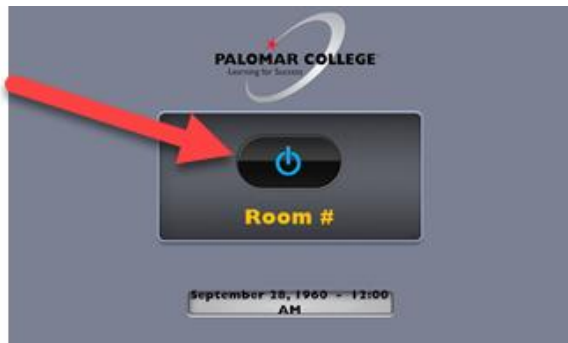 PALOMAR COLLEGE
Learning for Success
Room #
September 28, 1960 - 12:00
AM